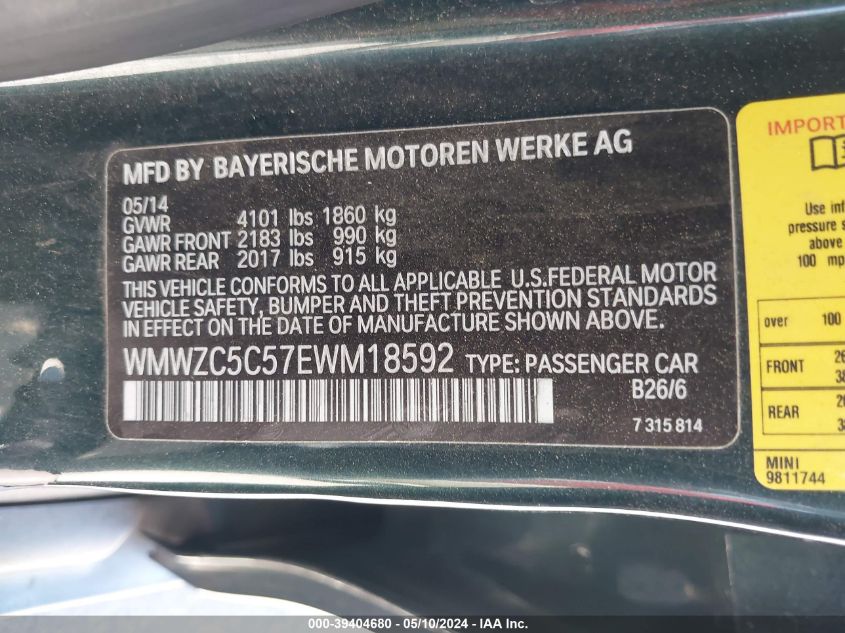 MFD BY BAYERISCHE MOTOREN WERKE AG
05/14
GVWR 4101 lbs 1860 kg
GAWR FRONT 2183 lbs 990 kg
GAWR REAR 2017 lbs 915 kg
THIS VEHICLE CONFORMS TO ALL APPLICABLE U.S.FEDERAL MOTOR
VEHICLE SAFETY, BUMPER AND THEFT PREVENTION STANDARDS
IN EFFECT ON THE DATE OF MANUFACTURE SHOWN ABOVE.
WMWZC5C57EWM18592 TYPE: PASSENGER CAR
B26/6
7 315 814
IMPORT
Use inf
pressure s
above
100 mp
over 100
FRONT
REAR
MINI
9811744
000-39404680 - 05/10/2024 - IAA Inc.